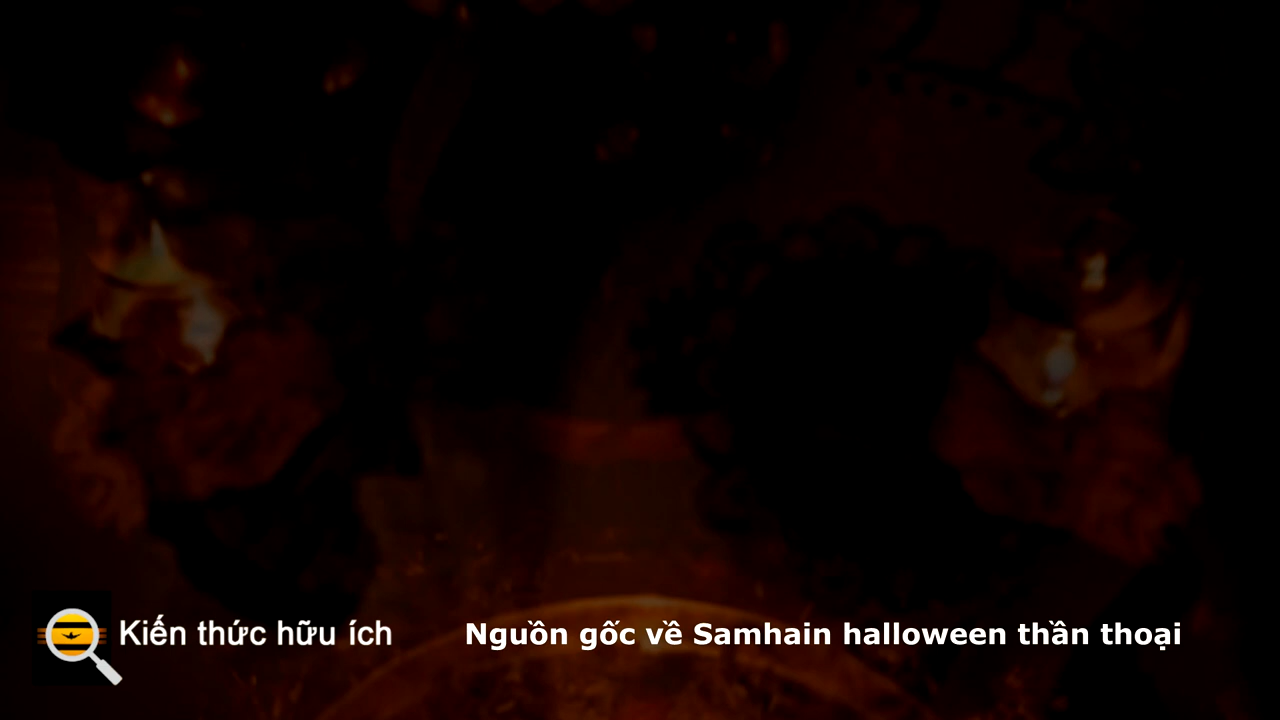 Kiến thức hữu ích
Nguồn gốc về Samhain halloween thần thoại